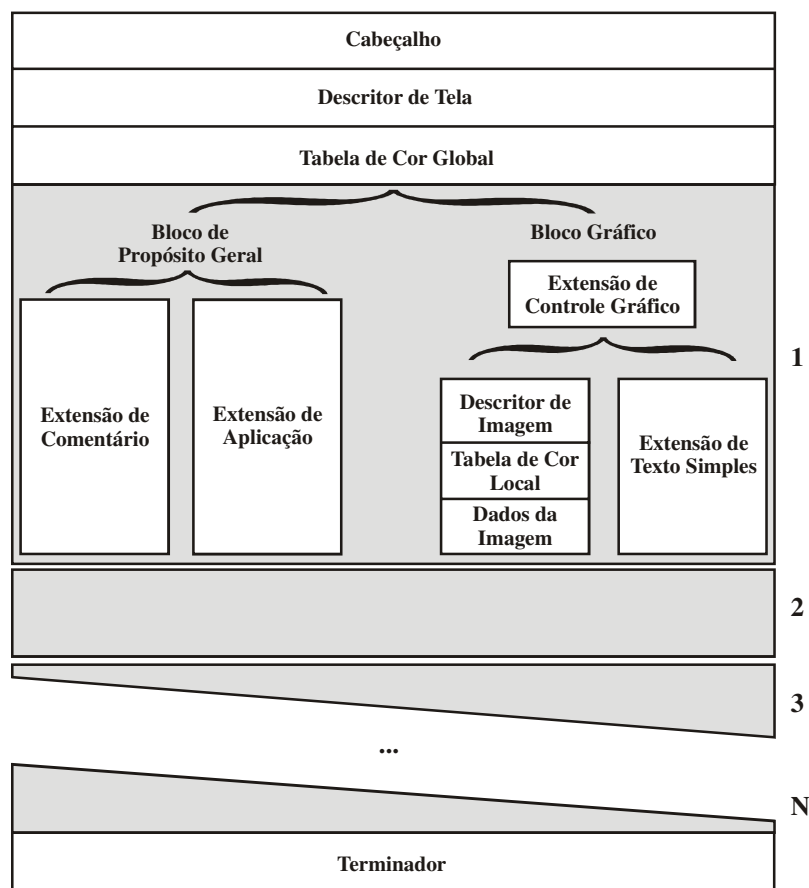 Cabeçalho
Descritor de Tela
Tabela de Cor Global
Bloco de
Propósito Geral
Bloco Gráfico
Extensão de
Controle Gráfico
1
Extensão de
Comentário
Extensão de
Aplicação
Descritor de
Imagem
Tabela de Cor
Local
Dados da
Imagem
Extensão de
Texto Simples
2
3
...
N
Terminador